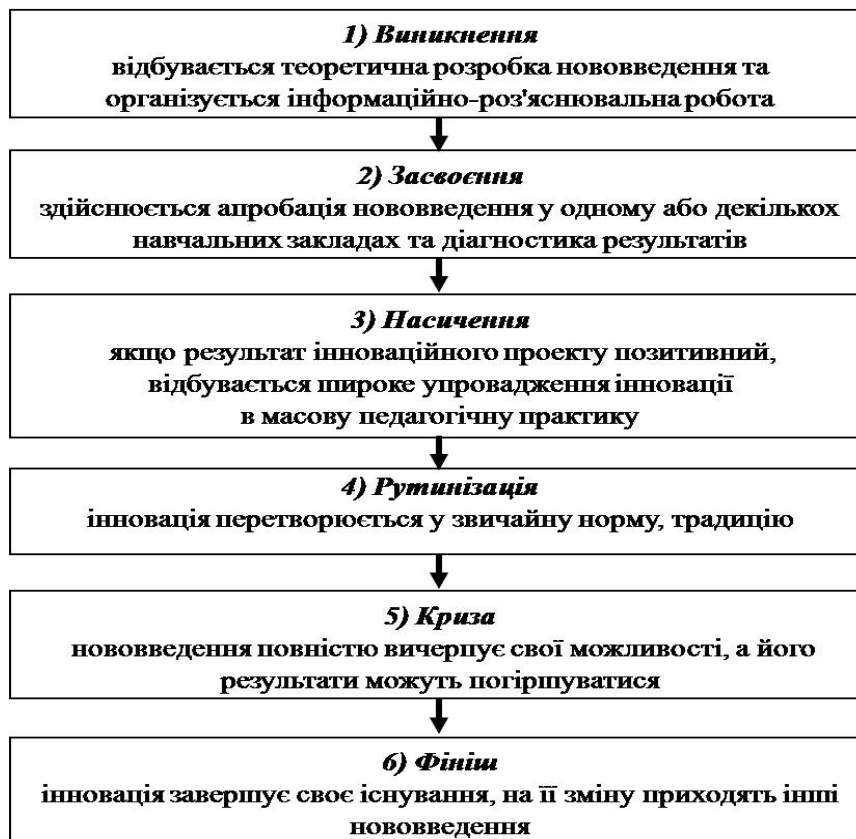 1) Виникнення
відбувається теоретична розробка нововведення та
організується інформаційно-роз'яснювальна робота
2) Засвоєння
здійснюється апробація нововведення у одному або декількох
навчальних закладах та діагностика результатів
3) Насичення
якщо результат інноваційного проекту позитивний,
відбувається широке упровадження інновації
в масову педагогічну практику
4) Рутинізація
інновація перетворюється у звичайну норму, традицію
5) Криза
нововведення повністю вичерпує свої можливості, а його
результати можуть погіршуватися
6) Фініш
інновація завершує своє існування, на її зміну приходять інші
нововведення